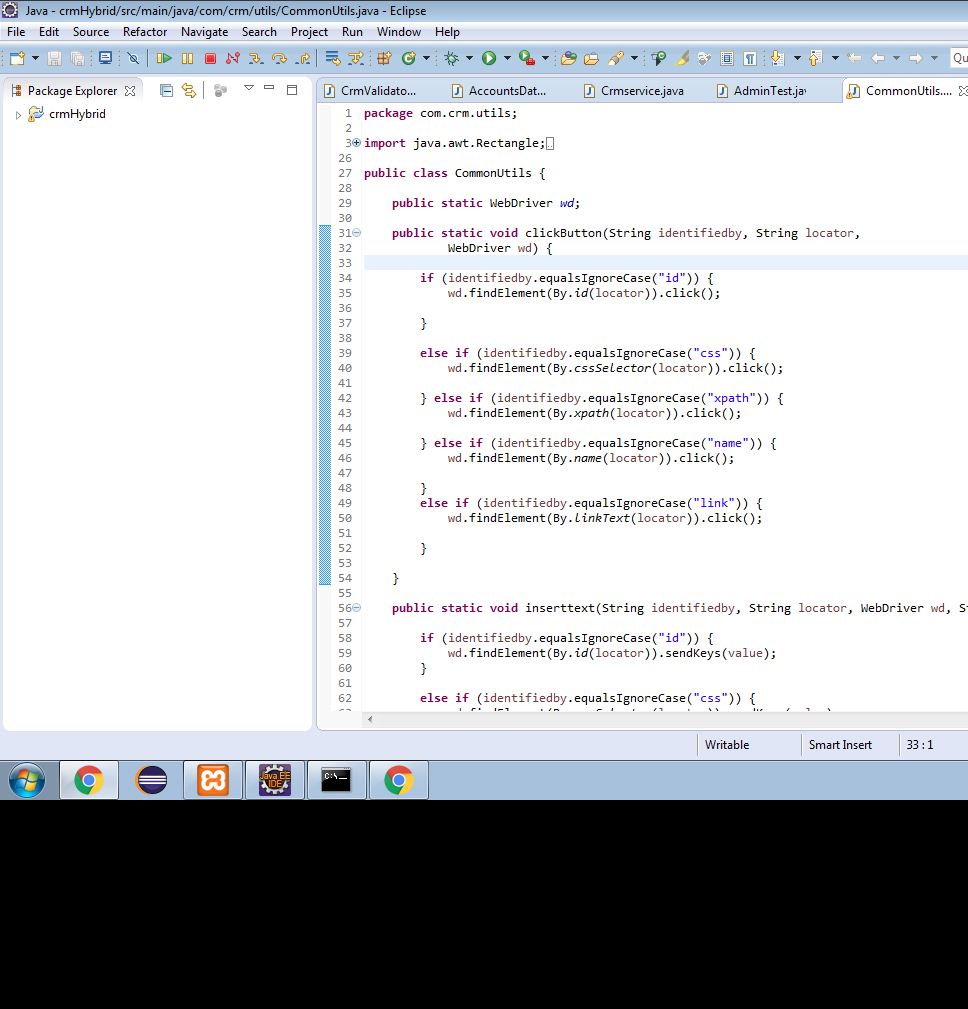 Java - crmHybrid/src/main/java/com/crm/utils/CommonUtils.java - Eclipse
File Edit Source Refactor Navigate Search Project Run Window Help
Qu
Package Explorer
crmHybrid
CrmValidato... AccountsDat... Crmservice.java AdminTest.jav CommonUtils....
1 package com.crm.utils;
2
3 import java.awt.Rectangle;
26
27 public class CommonUtils {
28
29 public static WebDriver wd;
30
31 public static void clickButton(String identifiedby, String locator,
32 WebDriver wd) {
33
34 if (identifiedby.equalsIgnoreCase("id")) {
35 wd.findElement(By.id(locator)).click();
36
37 }
38
39 else if (identifiedby.equalsIgnoreCase("css")) {
40 wd.findElement(By.cssSelector(locator)).click();
41
42 } else if (identifiedby.equalsIgnoreCase("xpath")) {
43 wd.findElement(By.xpath(locator)).click();
44
45 } else if (identifiedby.equalsIgnoreCase("name")) {
46 wd.findElement(By.name(locator)).click();
47
48 }
49 else if (identifiedby.equalsIgnoreCase("link")) {
50 wd.findElement(By.linkText(locator)).click();
51
52 }
53
54 }
55
56 public static void inserttext(String identifiedby, String locator, WebDriver wd, St
57
58 if (identifiedby.equalsIgnoreCase("id")) {
59 wd.findElement(By.id(locator)).sendKeys(value);
60 }
61
62 else if (identifiedby.equalsIgnoreCase("css")) {
Writable Smart Insert 33 : 1
Java EE
IDE
C:\.